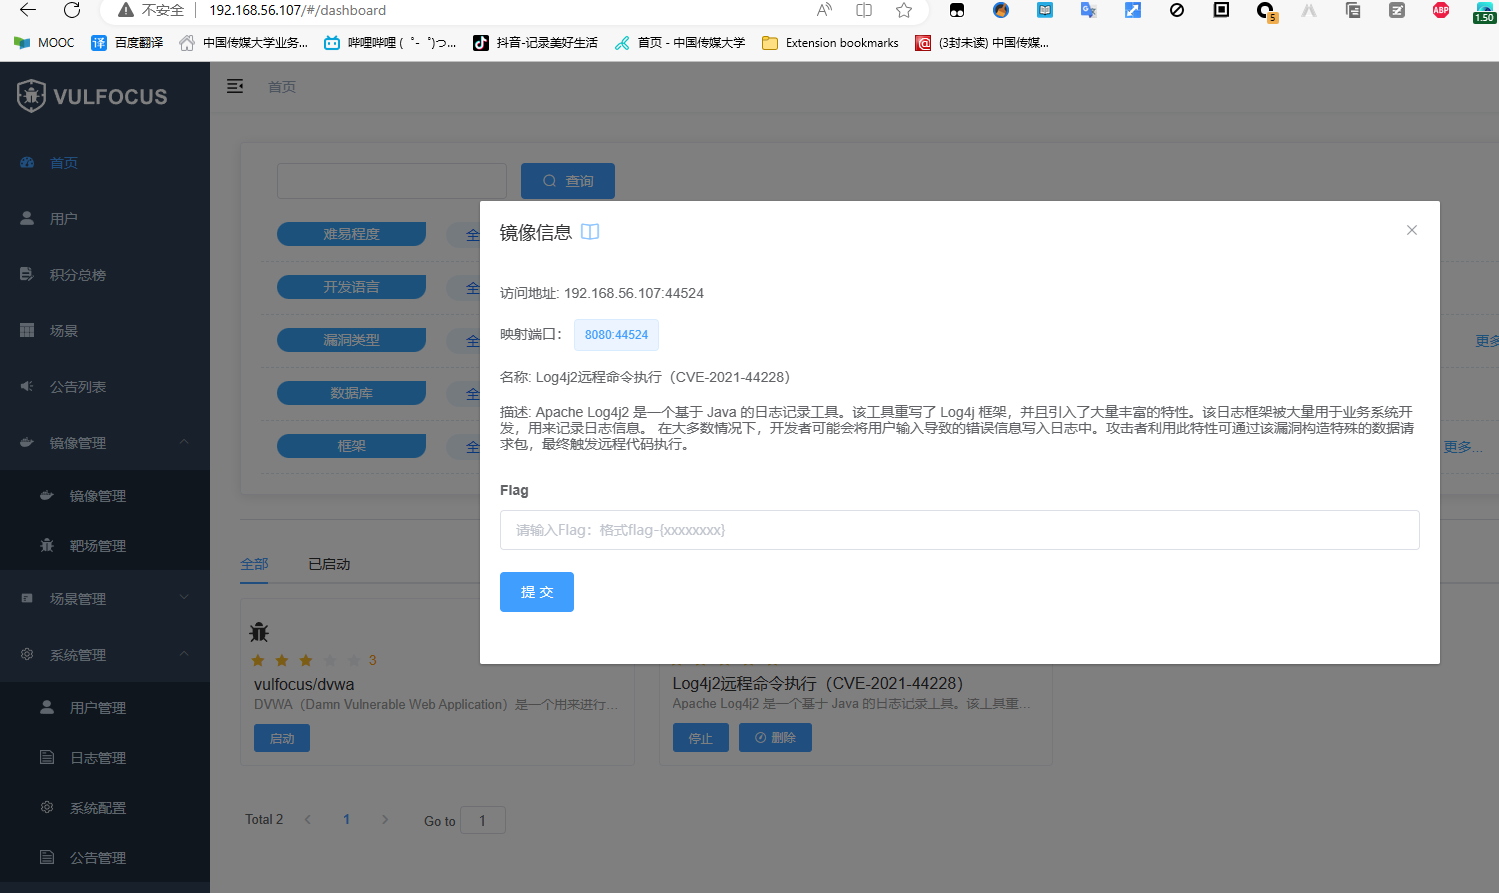 不安全 192.168.56.107/#/dashboard
5
ABP
1.50
MOOC 百度翻译 中国传媒大学业务... 哔哩哔哩 ( ゜- ゜)つ... 抖音-记录美好生活 首页 - 中国传媒大学 Extension bookmarks (3封未读) 中国传媒...
VULFOCUS
首页
首页
用户
积分总榜
场景
公告列表
镜像管理
镜像管理
靶场管理
场景管理
系统管理
用户管理
日志管理
系统配置
公告管理
查询
难易程度 全
开发语言 全
漏洞类型 全
更多
数据库 全
框架 全
更多...
镜像信息
访问地址: 192.168.56.107:44524
映射端口： 8080:44524
名称: Log4j2远程命令执行（CVE-2021-44228）
描述: Apache Log4j2 是一个基于 Java 的日志记录工具。该工具重写了 Log4j 框架，并且引入了大量丰富的特性。该日志框架被大量用于业务系统开
发，用来记录日志信息。 在大多数情况下，开发者可能会将用户输入导致的错误信息写入日志中。攻击者利用此特性可通过该漏洞构造特殊的数据请
求包，最终触发远程代码执行。
Flag
请输入Flag：格式flag-{xxxxxxxx}
提 交
全部 已启动
3
vulfocus/dvwa
DVWA（Damn Vulnerable Web Application）是一个用来进行...
启动
Log4j2远程命令执行（CVE-2021-44228）
Apache Log4j2 是一个基于 Java 的日志记录工具。该工具重...
停止 删除
Total 2 1 Go to 1